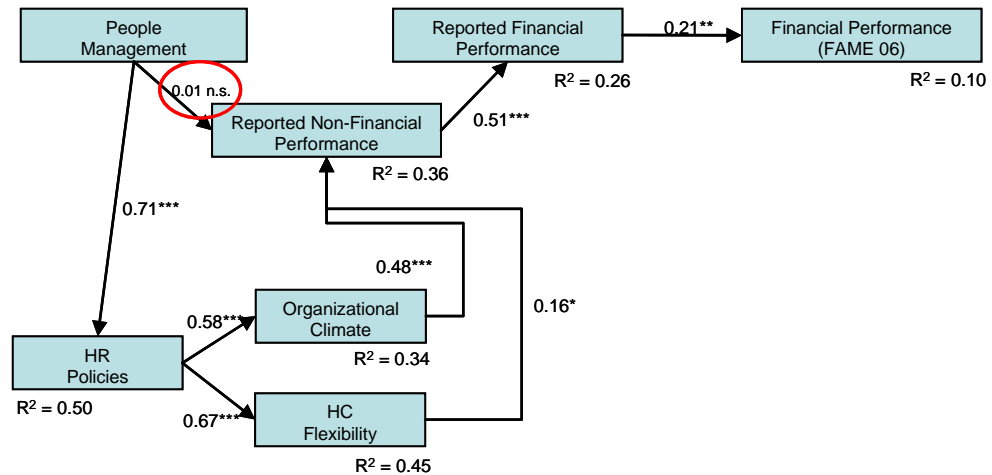 People
Management
Reported Financial
Performance
0.21**
Financial Performance
(FAME 06)
R² = 0.26
R² = 0.10
0.01 n.s.
Reported Non-Financial
Performance
0.51***
R² = 0.36
0.71***
0.48***
0.16*
Organizational
Climate
0.58***
R² = 0.34
HR
Policies
R² = 0.50
0.67***
HC
Flexibility
R² = 0.45